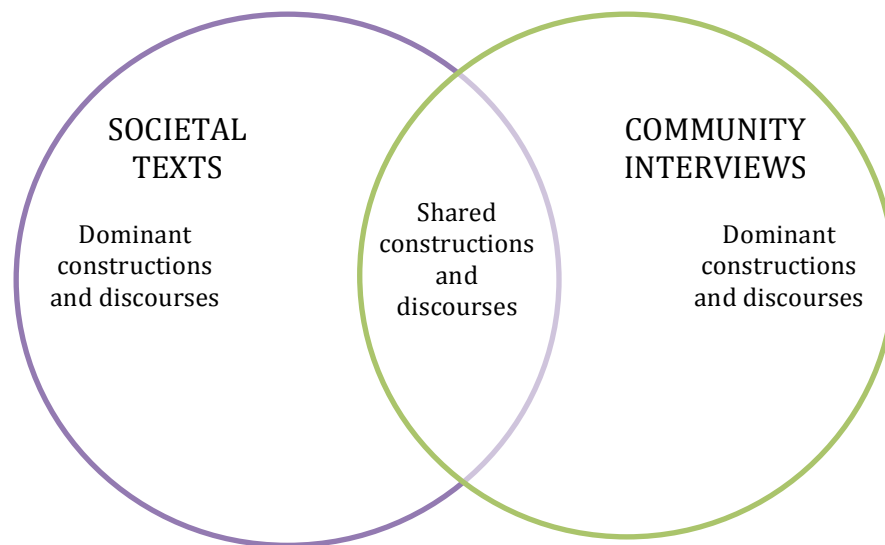 SOCIETAL
TEXTS
Dominant
constructions
and discourses
Shared
constructions
and
discourses
COMMUNITY
INTERVIEWS
Dominant
constructions
and discourses